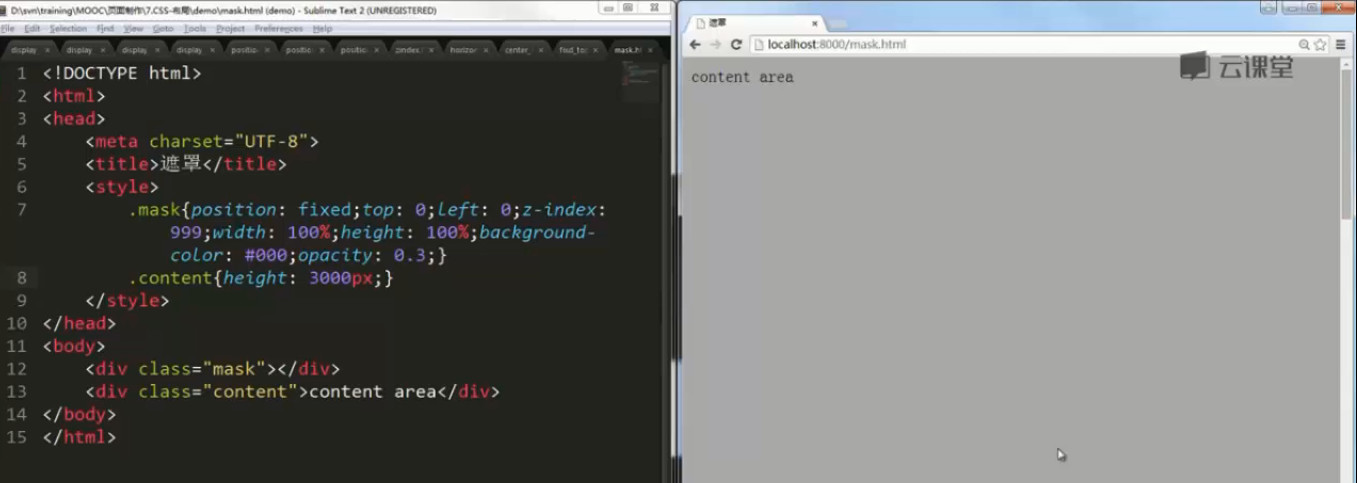 D:\svn\training\MOOC\页面制作\7.CSS-布局\demo\mask.html (demo) - Sublime Text 2 (UNREGISTERED)
File Edit Selection Find View Goto Tools Project Preferences Help
display × display × display × display × positio × positio × positio × zindex × horizor × center_ × find_to × mask.h
1 <!DOCTYPE html>
2 <html>
3 <head>
4 <meta charset="UTF-8">
5 <title>遮罩</title>
6 <style>
7 .mask{position: fixed;top: 0;left: 0;z-index:
999;width: 100%;height: 100%;background-
color: #000;opacity: 0.3;}
8 .content{height: 3000px;}
9 </style>
10 </head>
11 <body>
12 <div class="mask"></div>
13 <div class="content">content area</div>
14 </body>
15 </html>
遮罩
localhost:8000/mask.html
content area
云课堂